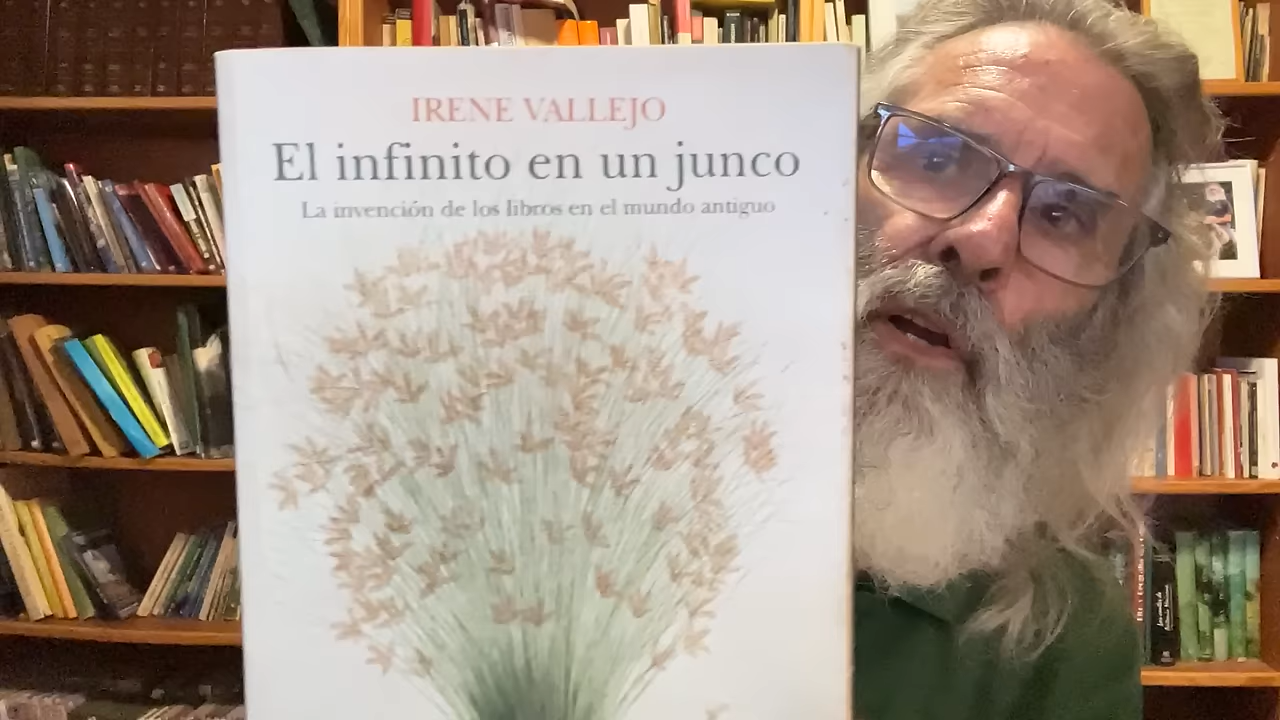 IRENE VALLEJO
El infinito en un junco
La invención de los libros en el mundo antiguo